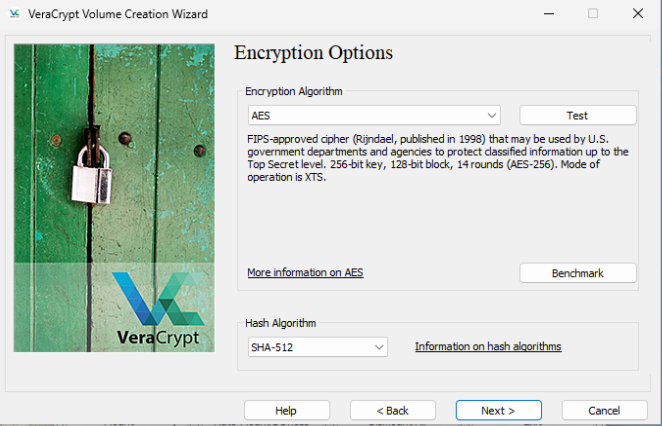 VeraCrypt Volume Creation Wizard
Encryption Options
Encryption Algorithm
AES
Test
FIPS-approved cipher (Rijndael, published in 1998) that may be used by U.S.
government departments and agencies to protect classified information up to the
Top Secret level. 256-bit key, 128-bit block, 14 rounds (AES-256). Mode of
operation is XTS.
More information on AES
Benchmark
VeraCrypt
Hash Algorithm
SHA-512
Information on hash algorithms
Help
< Back
Next >
Cancel